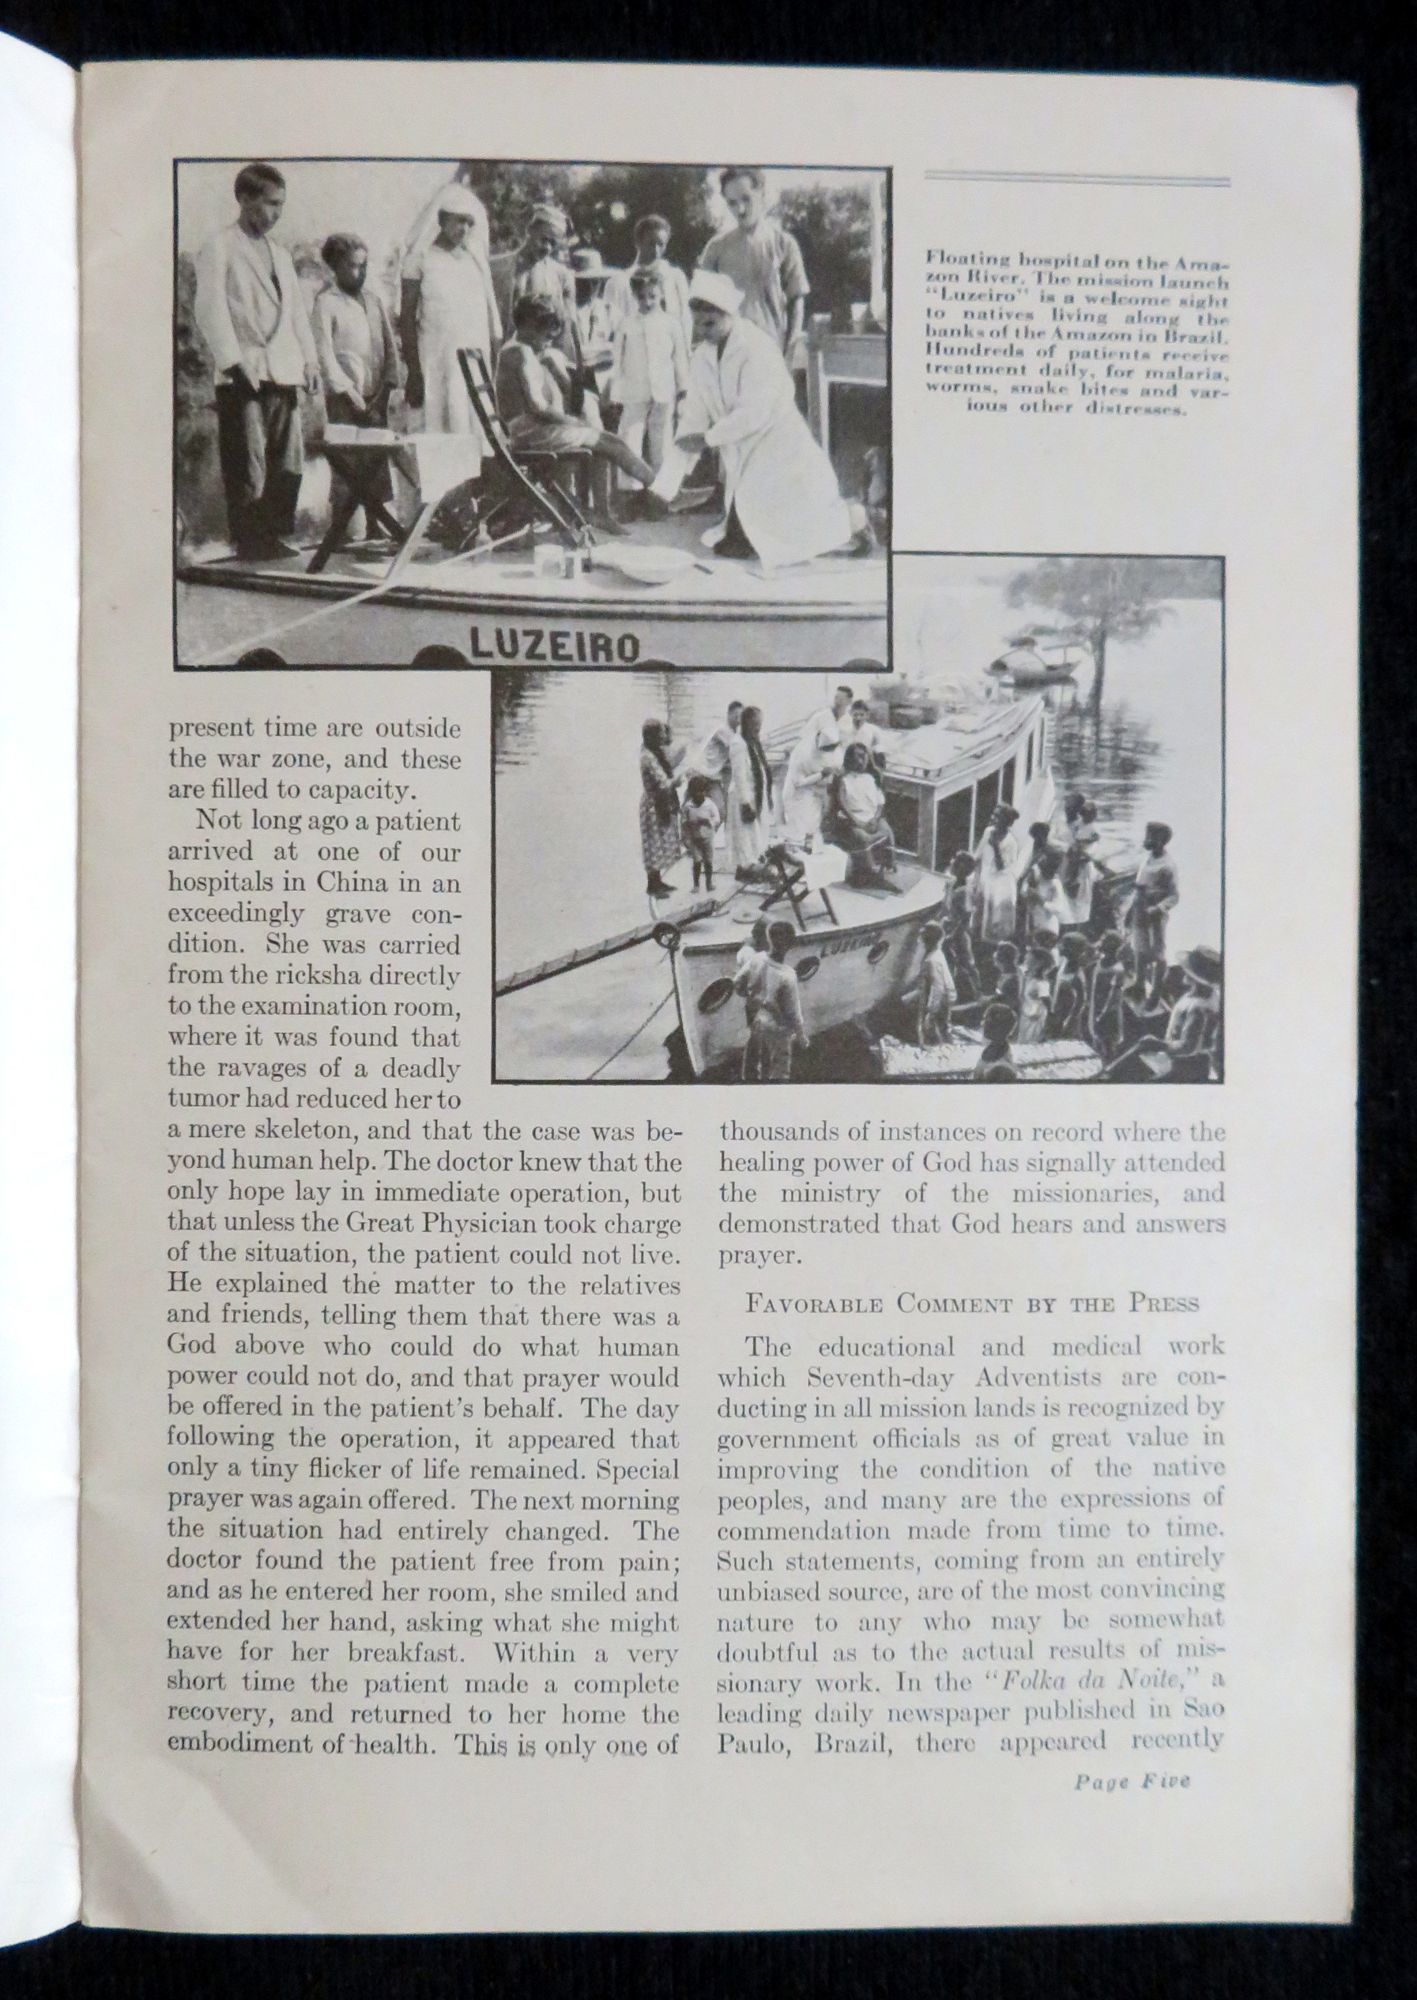 LUZEIRO
Floating hospital on the Ama-
zon River. The mission launch
"Luzeiro" is a welcome sight
to natives living along the
banks of the Amazon in Brazil.
Hundreds of patients receive
treatment daily, for malaria,
worms, snake bites and var-
ious other distresses.
LUZEIRO
present time are outside
the war zone, and these
are filled to capacity.
Not long ago a patient
arrived at one of our
hospitals in China in an
exceedingly grave con-
dition. She was carried
from the ricksha directly
to the examination room,
where it was found that
the ravages of a deadly
tumor had reduced her to
a mere skeleton, and that the case was be-
yond human help. The doctor knew that the
only hope lay in immediate operation, but
that unless the Great Physician took charge
of the situation, the patient could not live.
He explained the matter to the relatives
and friends, telling them that there was a
God above who could do what human
power could not do, and that prayer would
be offered in the patient's behalf. The day
following the operation, it appeared that
only a tiny flicker of life remained. Special
prayer was again offered. The next morning
the situation had entirely changed. The
doctor found the patient free from pain;
and as he entered her room, she smiled and
extended her hand, asking what she might
have for her breakfast. Within a very
short time the patient made a complete
recovery, and returned to her home the
embodiment of health. This is only one of
thousands of instances on record where the
healing power of God has signally attended
the ministry of the missionaries, and
demonstrated that God hears and answers
prayer.
FAVORABLE COMMENT BY THE PRESS
The educational and medical work
which Seventh-day Adventists are con-
ducting in all mission lands is recognized by
government officials as of great value in
improving the condition of the native
peoples, and many are the expressions of
commendation made from time to time.
Such statements, coming from an entirely
unbiased source, are of the most convincing
nature to any who may be somewhat
doubtful as to the actual results of mis-
sionary work. In the "Folka da Noite," a
leading daily newspaper published in Sao
Paulo, Brazil, there appeared recently
Page Five